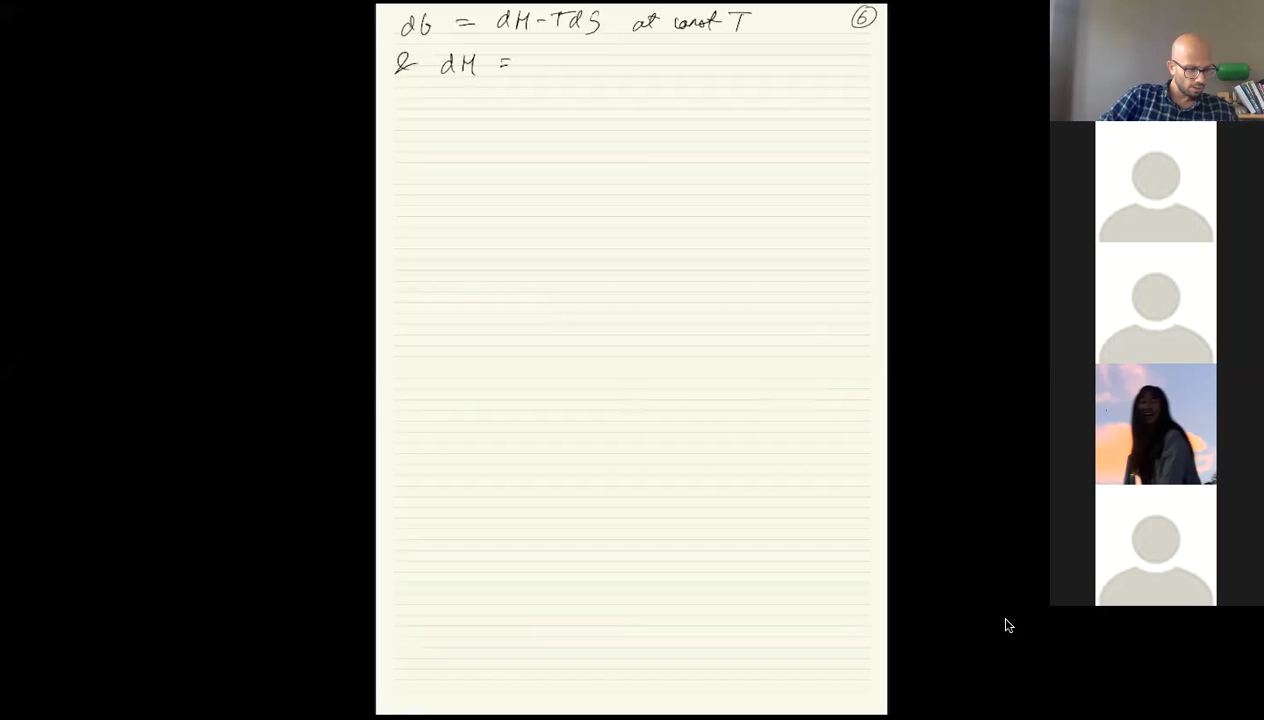 dG = dH - TdS at const T ⑥
& dH =